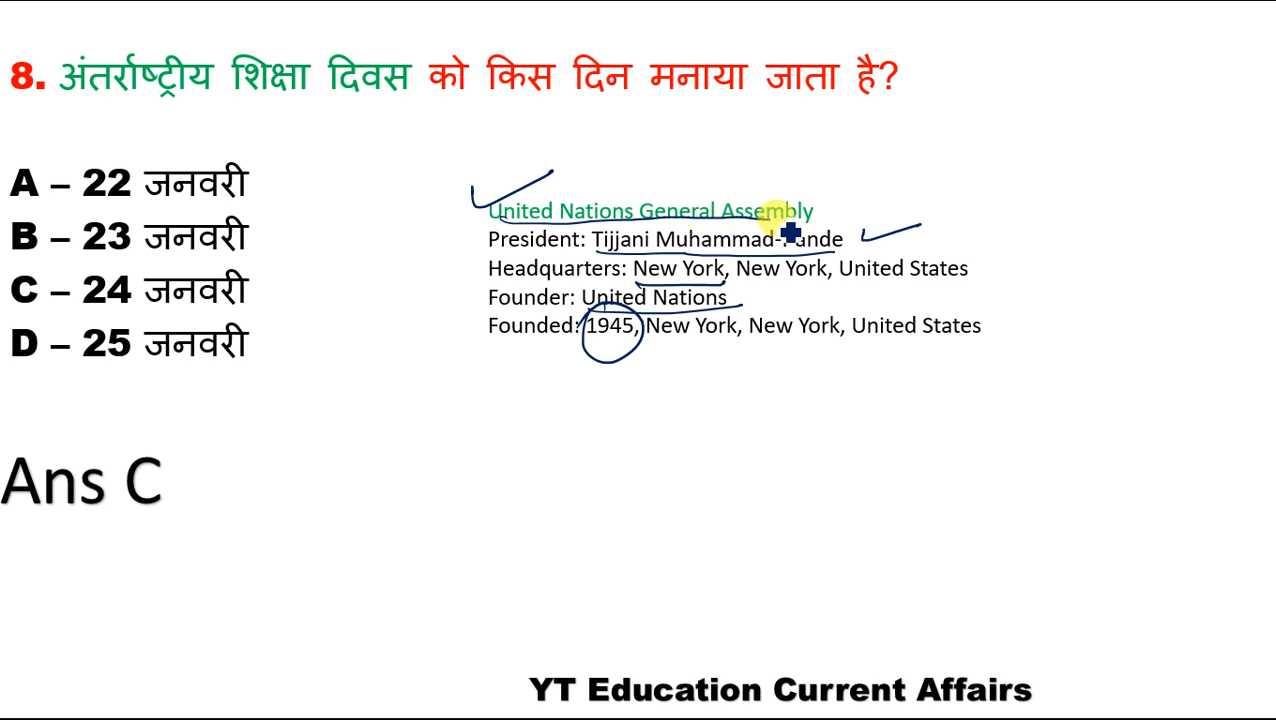 8. अंतर्राष्ट्रीय शिक्षा दिवस को किस दिन मनाया जाता है?
A – 22 जनवरी
B – 23 जनवरी
C – 24 जनवरी
D – 25 जनवरी
United Nations General Assembly
President: Tijjani Muhammad-
Headquarters: New York, New York, United States
Founder: United Nations
Founded: 1945, New York, New York, United States
Ans C
YT Education Current Affairs